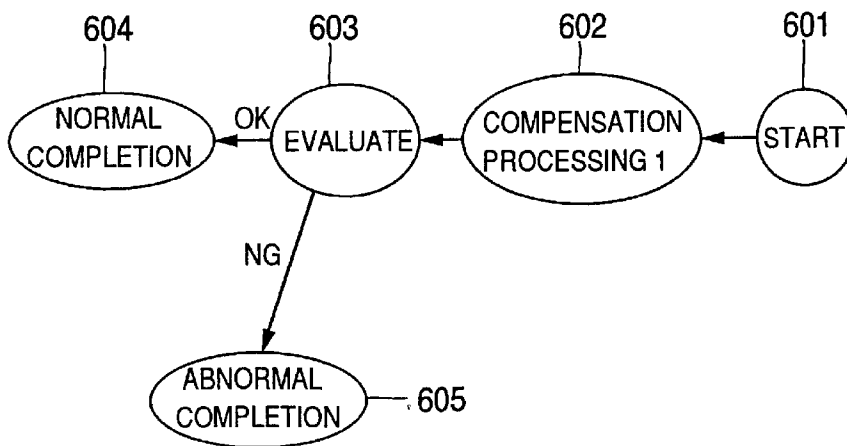 604
603
602
601
NORMAL
COMPLETION
OK
EVALUATE
COMPENSATION
PROCESSING 1
START
NG
ABNORMAL
COMPLETION
605